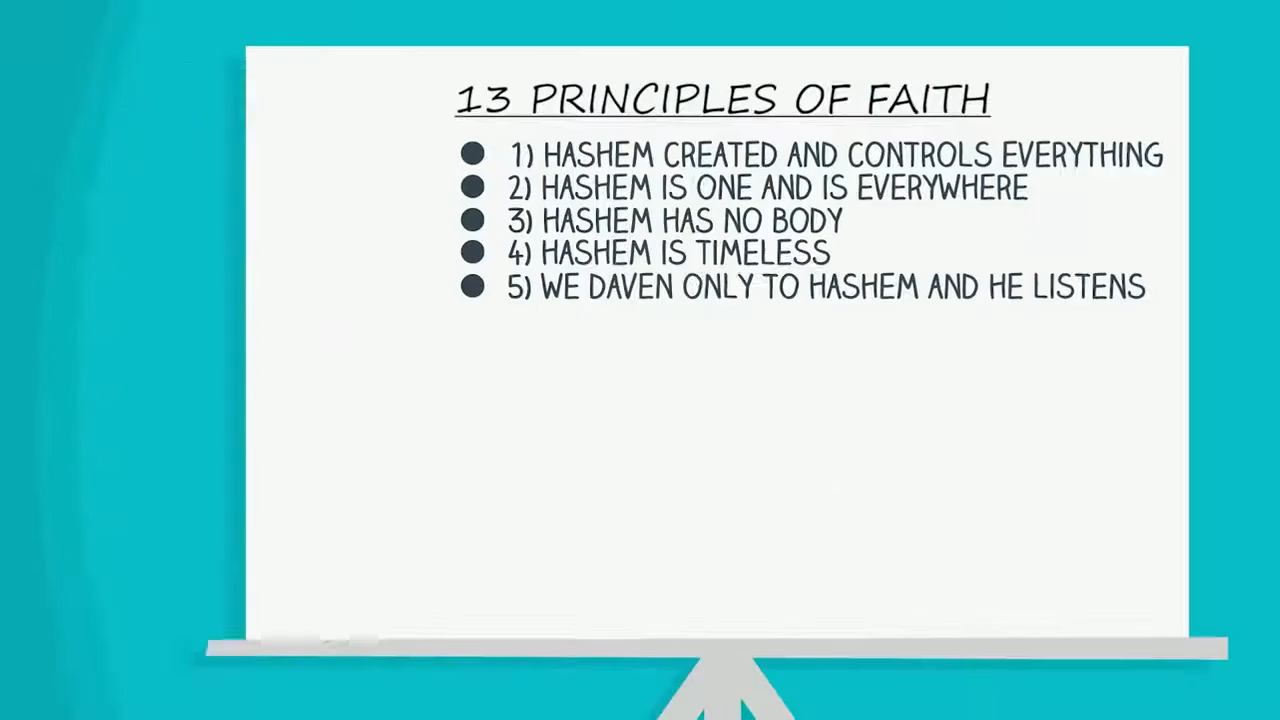 13 PRINCIPLES OF FAITH
● 1) HASHEM CREATED AND CONTROLS EVERYTHING
● 2) HASHEM IS ONE AND IS EVERYWHERE
● 3) HASHEM HAS NO BODY
● 4) HASHEM IS TIMELESS
● 5) WE DAVEN ONLY TO HASHEM AND HE LISTENS